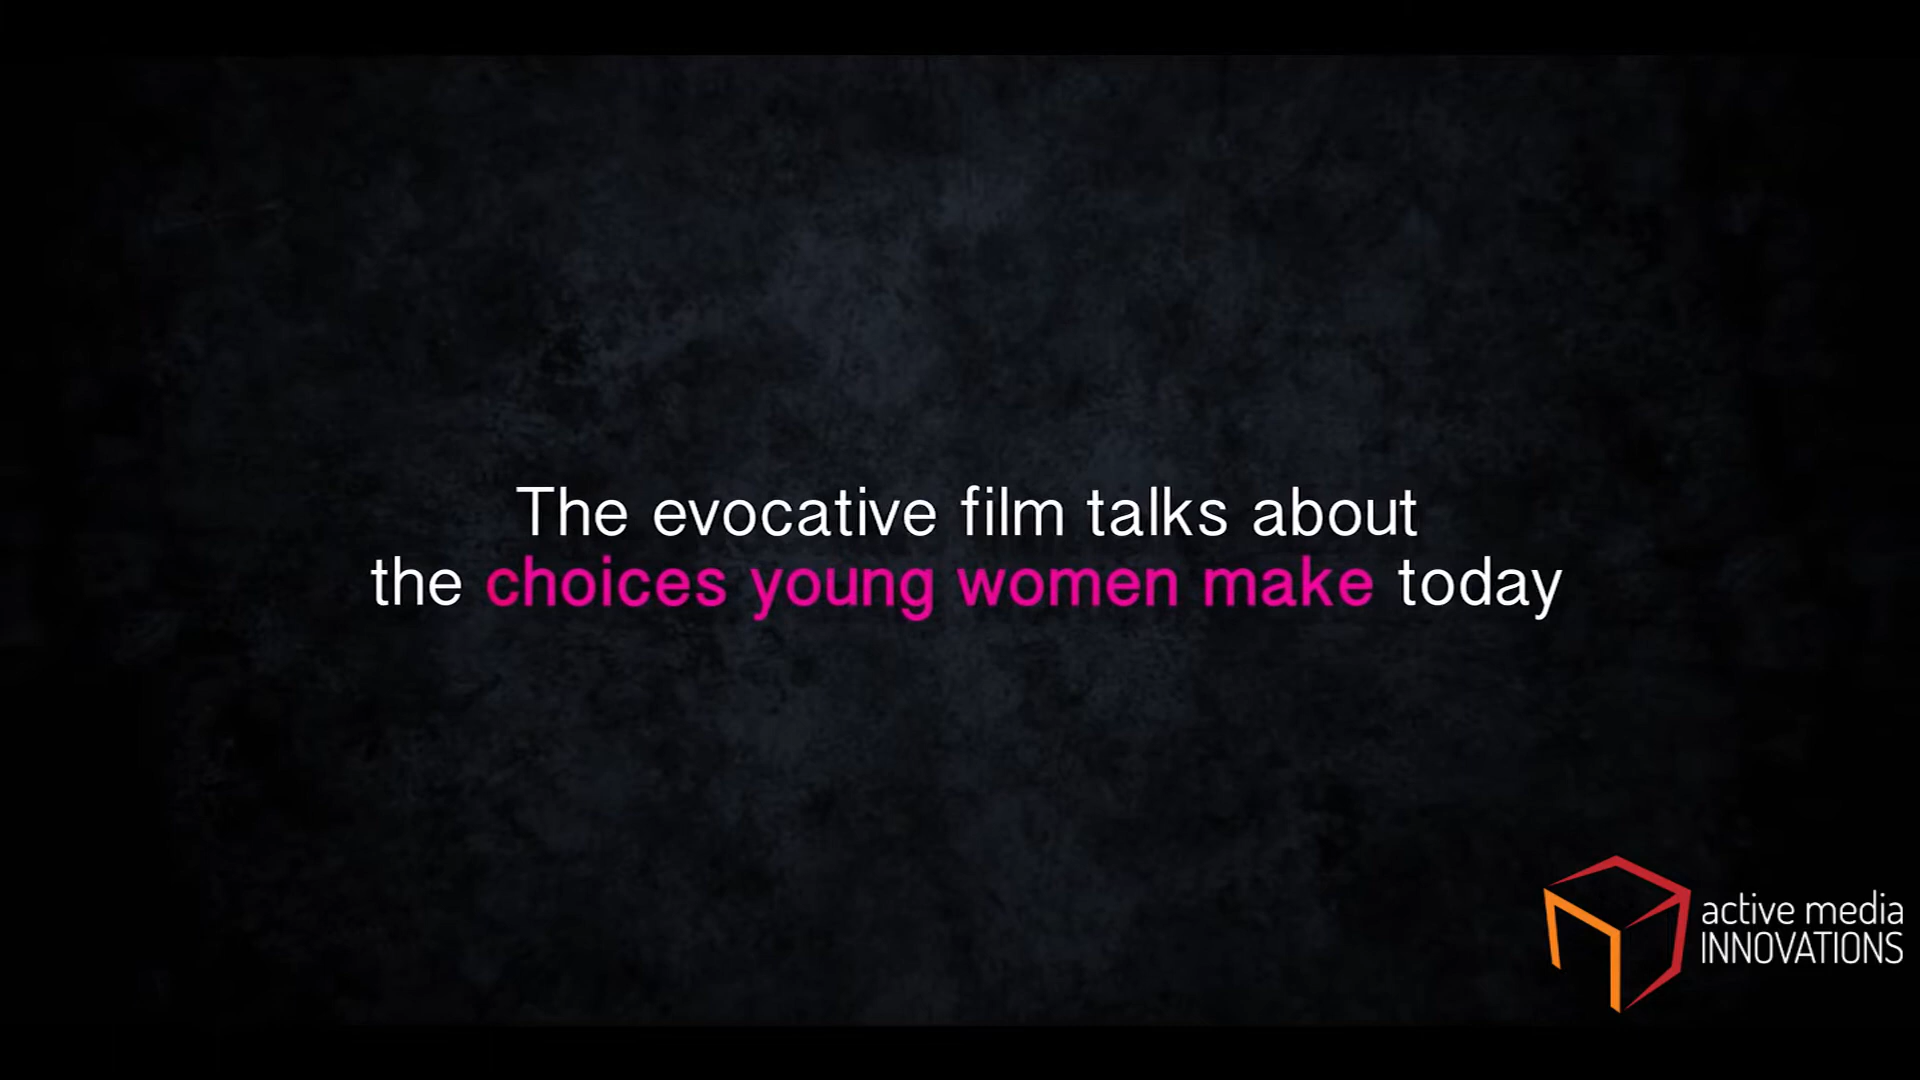 The evocative film talks about
the choices young women make today
active media
INNOVATIONS